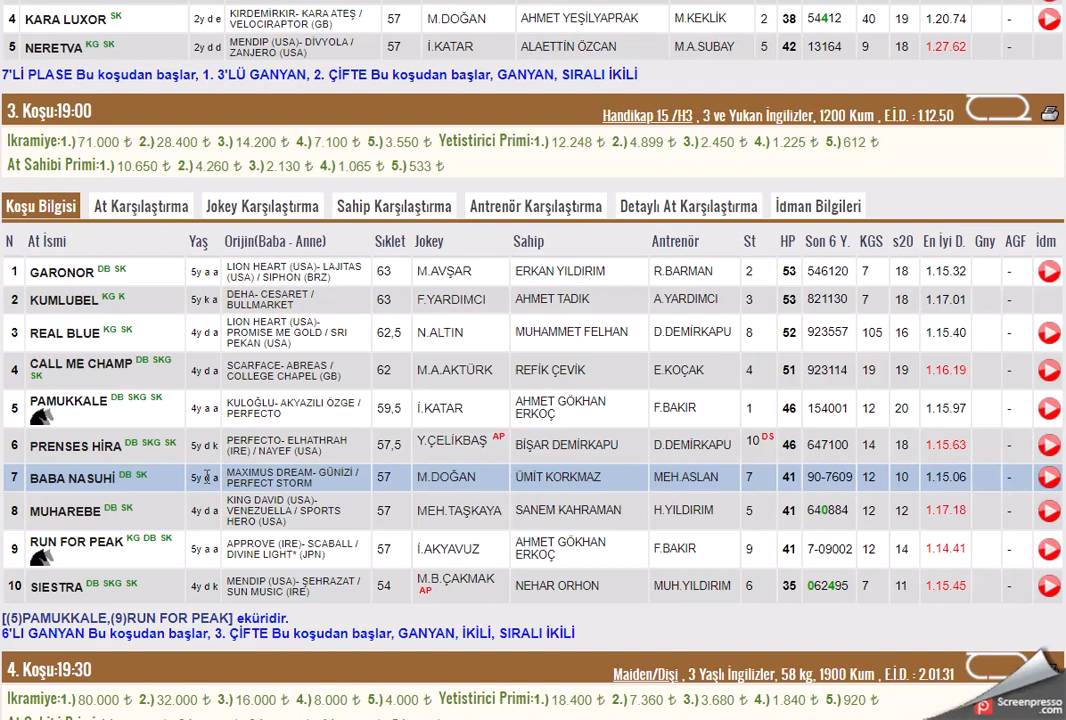 4 KARA LUXOR SK 2y d e KIRDEMİRKIR- KARA ATEŞ / VELOCIRAPTOR (GB) 57 M.DOĞAN AHMET YEŞİLYAPRAK M.KEKLİK 2 38 54412 40 19 1.20.74 -
5 NERETVA KG SK 2y d d MENDIP (USA)- DİVYOLA / ZANJERO (USA) 57 İ.KATAR ALAETTİN ÖZCAN M.A.SUBAY 5 42 13164 9 18 1.27.62 -
7'Lİ PLASE Bu koşudan başlar, 1. 3'LÜ GANYAN, 2. ÇİFTE Bu koşudan başlar, GANYAN, SIRALI İKİLİ
3. Koşu:19:00 Handikap 15 /H3 , 3 ve Yukarı İngilizler, 1200 Kum , E.İ.D. : 1.12.50
İkramiye:1.) 71.000 ₺ 2.) 28.400 ₺ 3.) 14.200 ₺ 4.) 7.100 ₺ 5.) 3.550 ₺ Yetistirici Primi:1.) 12.248 ₺ 2.) 4.899 ₺ 3.) 2.450 ₺ 4.) 1.225 ₺ 5.) 612 ₺
At Sahibi Primi:1.) 10.650 ₺ 2.) 4.260 ₺ 3.) 2.130 ₺ 4.) 1.065 ₺ 5.) 533 ₺
Koşu Bilgisi At Karşılaştırma Jokey Karşılaştırma Sahip Karşılaştırma Antrenör Karşılaştırma Detaylı At Karşılaştırma İdman Bilgileri
N At İsmi Yaş Orijin(Baba - Anne) Sıklet Jokey Sahip Antrenör St HP Son 6 Y. KGS s20 En İyi D. Gny AGF İdm
1 GARONOR DB SK 5y a a LION HEART (USA)- LAJITAS (USA) / SIPHON (BRZ) 63 M.AVŞAR ERKAN YILDIRIM R.BARMAN 2 53 546120 7 18 1.15.32 -
2 KUMLUBEL KG K 5y k a DEHA- CESARET / BULLMARKET 63 F.YARDIMCI AHMET TADIK A.YARDIMCI 3 53 821130 7 18 1.17.01 -
3 REAL BLUE KG SK 4y d a LION HEART (USA)- PROMISE ME GOLD / SRI PEKAN (USA) 62,5 N.ALTIN MUHAMMET FELHAN D.DEMİRKAPU 8 52 923557 105 16 1.15.40 -
4 CALL ME CHAMP DB SKG SK 4y d a SCARFACE- ABREAS / COLLEGE CHAPEL (GB) 62 M.A.AKTÜRK REFİK ÇEVİK E.KOÇAK 4 51 923114 19 19 1.16.19 -
5 PAMUKKALE DB SKG SK 4y a a KULOĞLU- AKYAZILI ÖZGE / PERFECTO 59,5 İ.KATAR AHMET GÖKHAN ERKOÇ F.BAKIR 1 46 154001 12 20 1.15.97 -
6 PRENSES HİRA DB SKG SK 5y d k PERFECTO- ELHATHRAH (IRE) / NAYEF (USA) 57,5 Y.ÇELİKBAŞ AP BİŞAR DEMİRKAPU D.DEMİRKAPU 10 DS 46 647100 14 18 1.15.63 -
7 BABA NASUHİ DB SK 5y a MAXIMUS DREAM- GÜNİZİ / PERFECT STORM 57 M.DOĞAN ÜMİT KORKMAZ MEH.ASLAN 7 41 90-7609 12 10 1.15.06 -
8 MUHAREBE DB SK 4y d a KING DAVID (USA)- VENEZUELLA / SPORTS HERO (USA) 57 MEH.TAŞKAYA SANEM KAHRAMAN H.YILDIRIM 5 41 640884 12 12 1.17.18 -
9 RUN FOR PEAK KG DB SK 5y a a APPROVE (IRE)- SCABALL / DIVINE LIGHT* (JPN) 57 İ.AKYAVUZ AHMET GÖKHAN ERKOÇ F.BAKIR 9 41 7-09002 12 14 1.14.41 -
10 SIESTRA DB SKG SK 4y d k MENDIP (USA)- ŞEHRAZAT / SUN MUSIC (IRE) 54 M.B.ÇAKMAK AP NEHAR ORHON MUH.YILDIRIM 6 35 062495 7 11 1.15.45 -
[(5)PAMUKKALE,(9)RUN FOR PEAK] eküridir.
6'LI GANYAN Bu koşudan başlar, 3. ÇİFTE Bu koşudan başlar, GANYAN, İKİLİ, SIRALI İKİLİ
4. Koşu:19:30 Maiden/Dişi , 3 Yaşlı İngilizler, 58 kg, 1900 Kum , E.İ.D. : 2.01.31
İkramiye:1.) 80.000 ₺ 2.) 32.000 ₺ 3.) 16.000 ₺ 4.) 8.000 ₺ 5.) 4.000 ₺ Yetistirici Primi:1.) 18.400 ₺ 2.) 7.360 ₺ 3.) 3.680 ₺ 4.) 1.840 ₺ 5.) 920 ₺
Screenpresso
.com